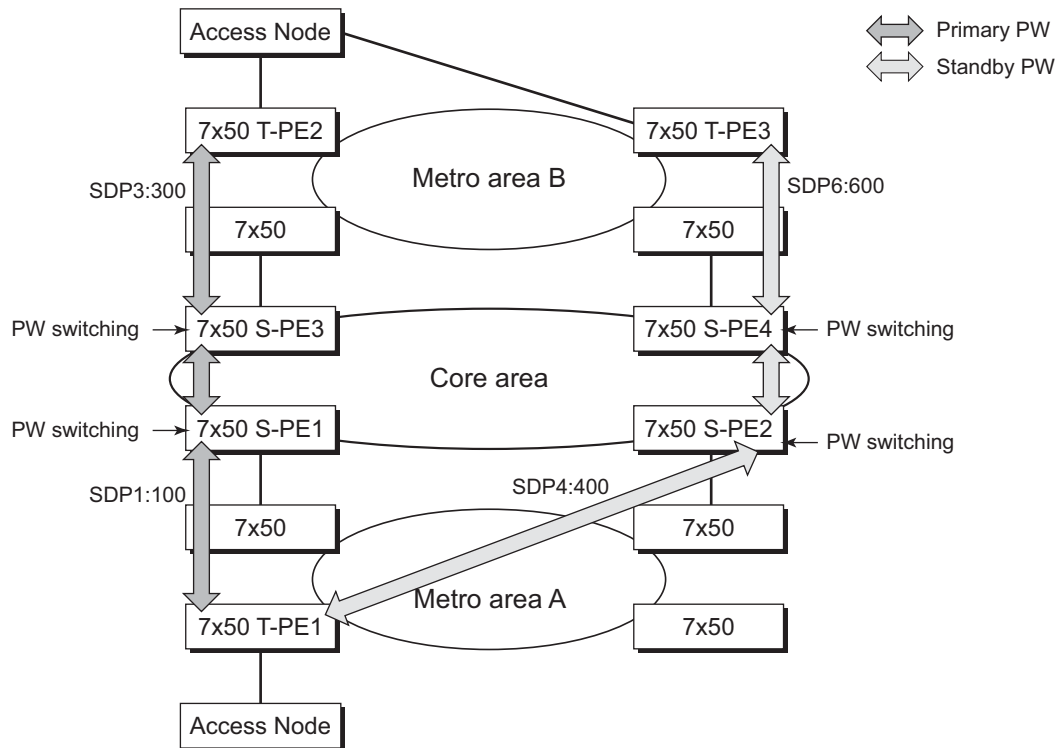 Access Node
Primary PW
Standby PW
7x50 T-PE2
7x50 T-PE3
Metro area B
SDP3:300
SDP6:600
7x50
7x50
PW switching
7x50 S-PE3
7x50 S-PE4
PW switching
Core area
PW switching
7x50 S-PE1
7x50 S-PE2
PW switching
SDP1:100
SDP4:400
7x50
7x50
Metro area A
7x50 T-PE1
7x50
Access Node